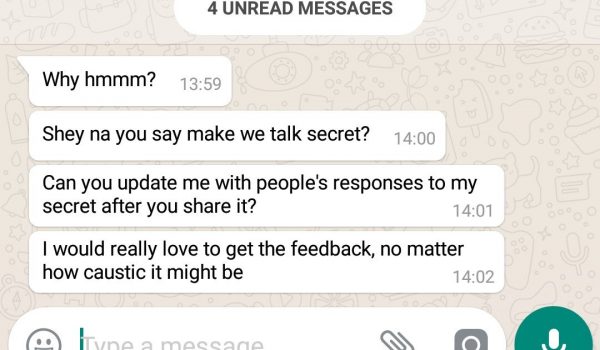 4 UNREAD MESSAGES
Why hmmm? 13:59
Shey na you say make we talk secret? 14:00
Can you update me with people's responses to my
secret after you share it? 14:01
I would really love to get the feedback, no matter
how caustic it might be 14:02
Type a message